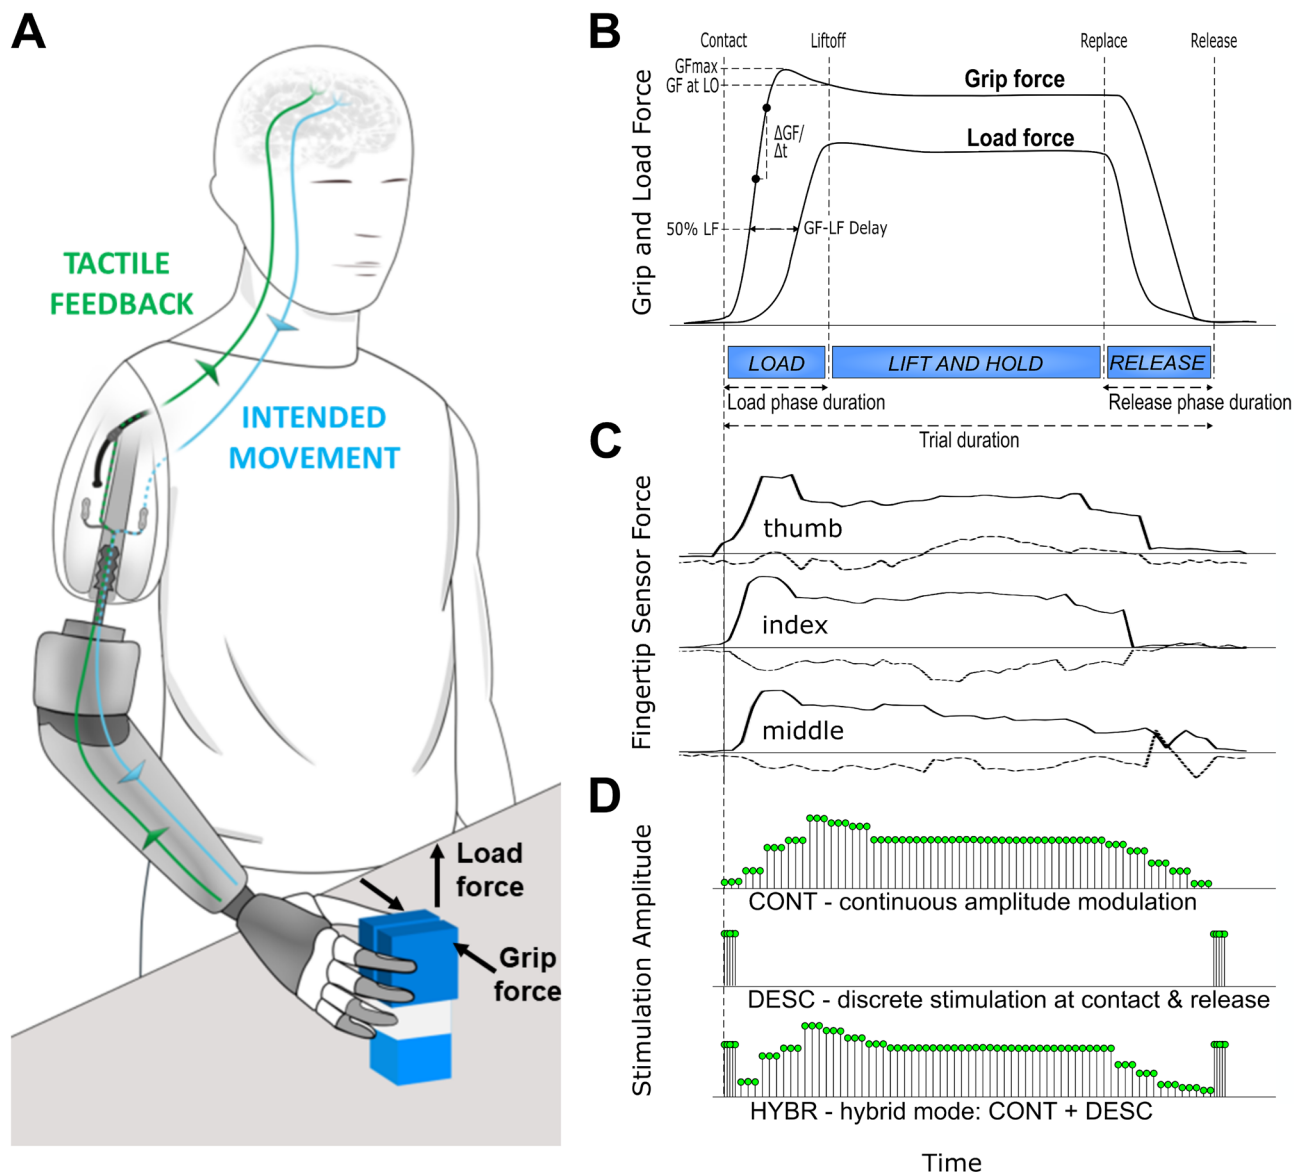 A
TACTILE
FEEDBACK
INTENDED
MOVEMENT
Load
force
Grip
force
B
Contact
Liftoff
Replace
Release
GFmax
GF at LO
Grip force
ΔGF/
Δt
Load force
50% LF
GF-LF Delay
Grip and Load Force
LOAD
LIFT AND HOLD
RELEASE
Load phase duration
Release phase duration
Trial duration
C
Fingertip Sensor Force
thumb
index
middle
D
Stimulation Amplitude
CONT - continuous amplitude modulation
DESC - discrete stimulation at contact & release
HYBR - hybrid mode: CONT + DESC
Time